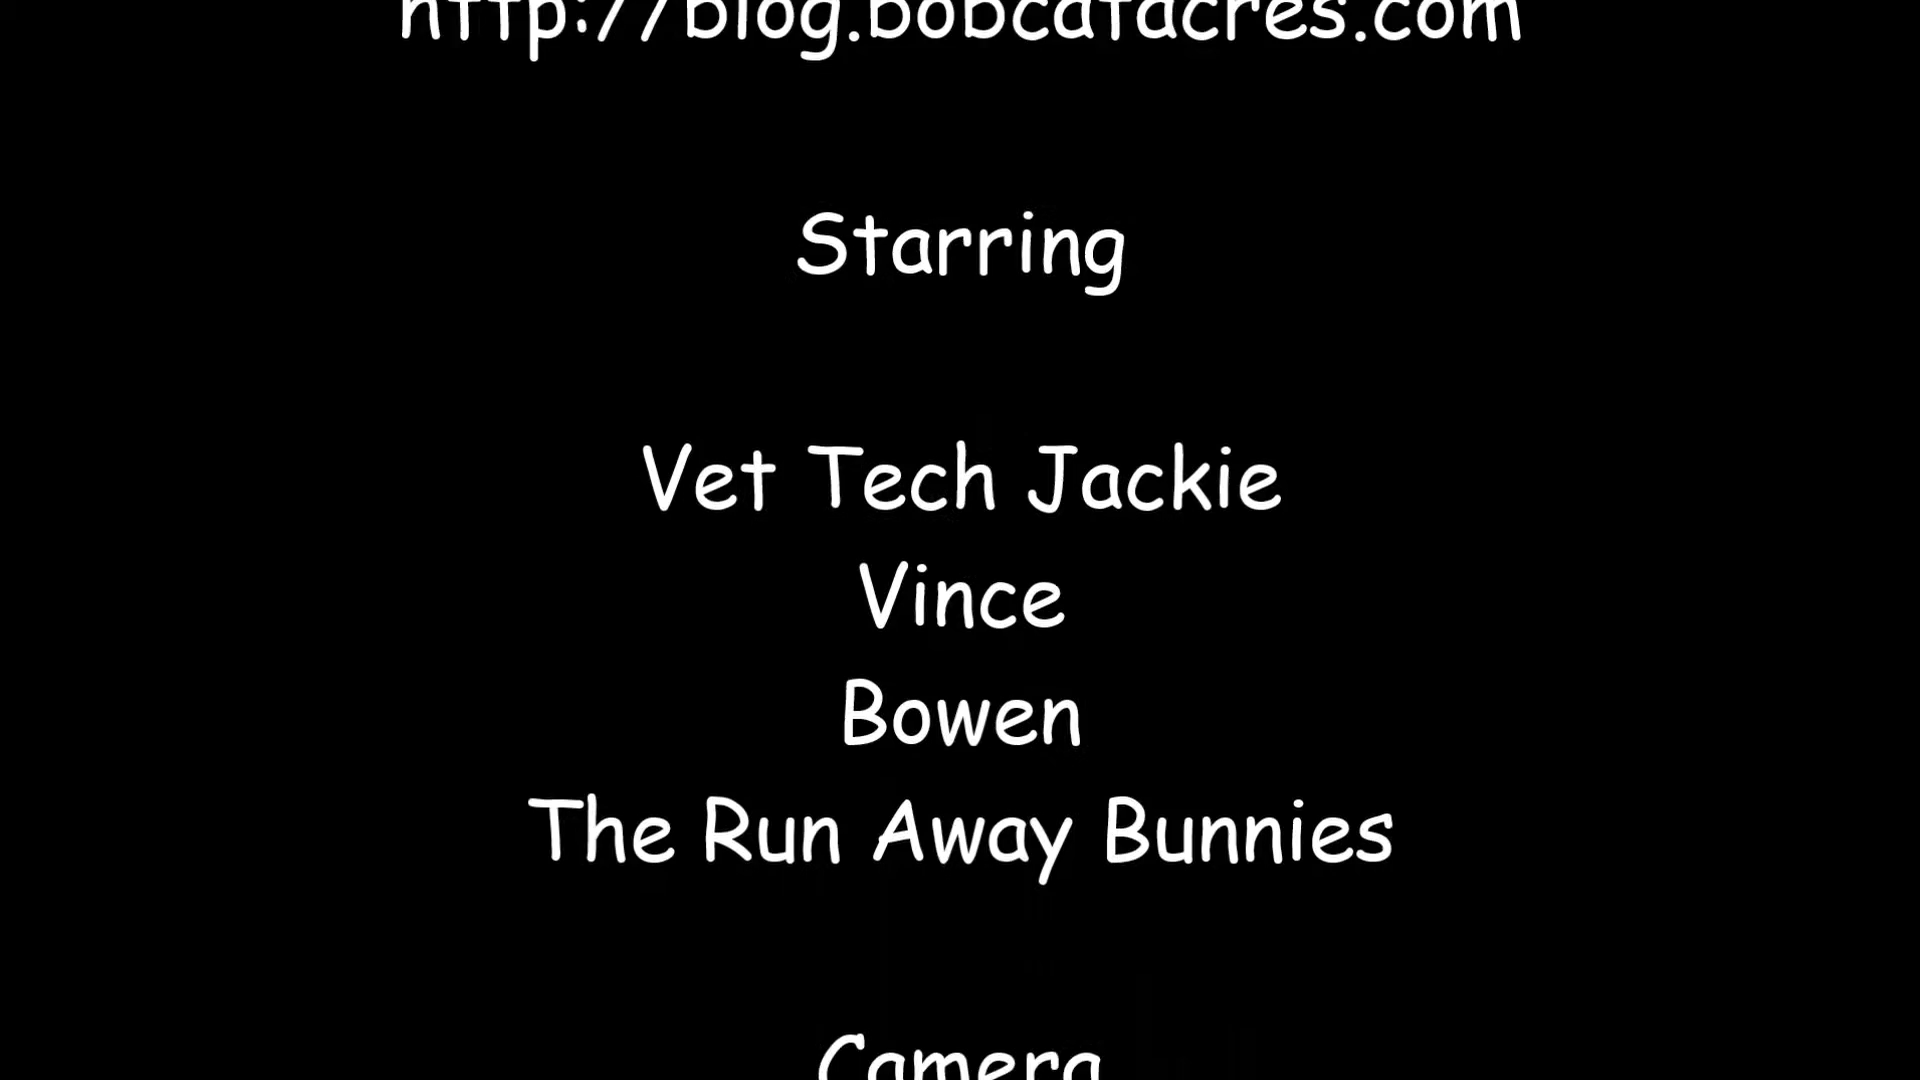 http://blog.bobcatacres.com
Starring
Vet Tech Jackie
Vince
Bowen
The Run Away Bunnies
Camera